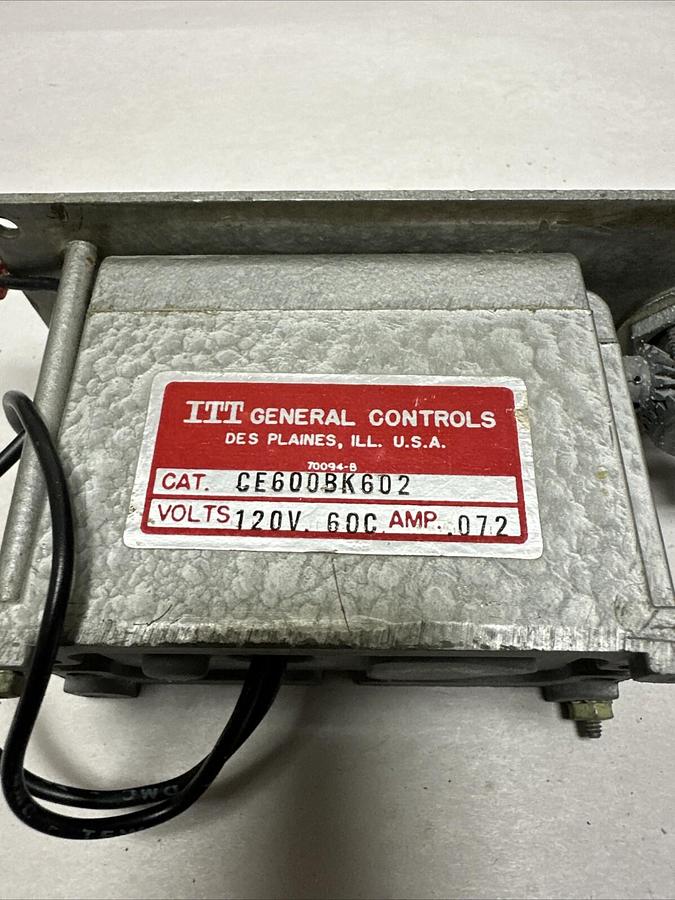 ITT GENERAL CONTROLS
DES PLAINES, ILL. U.S.A.
70094-B
CAT. CE600BK602
VOLTS 120V. 60C. AMP. .072